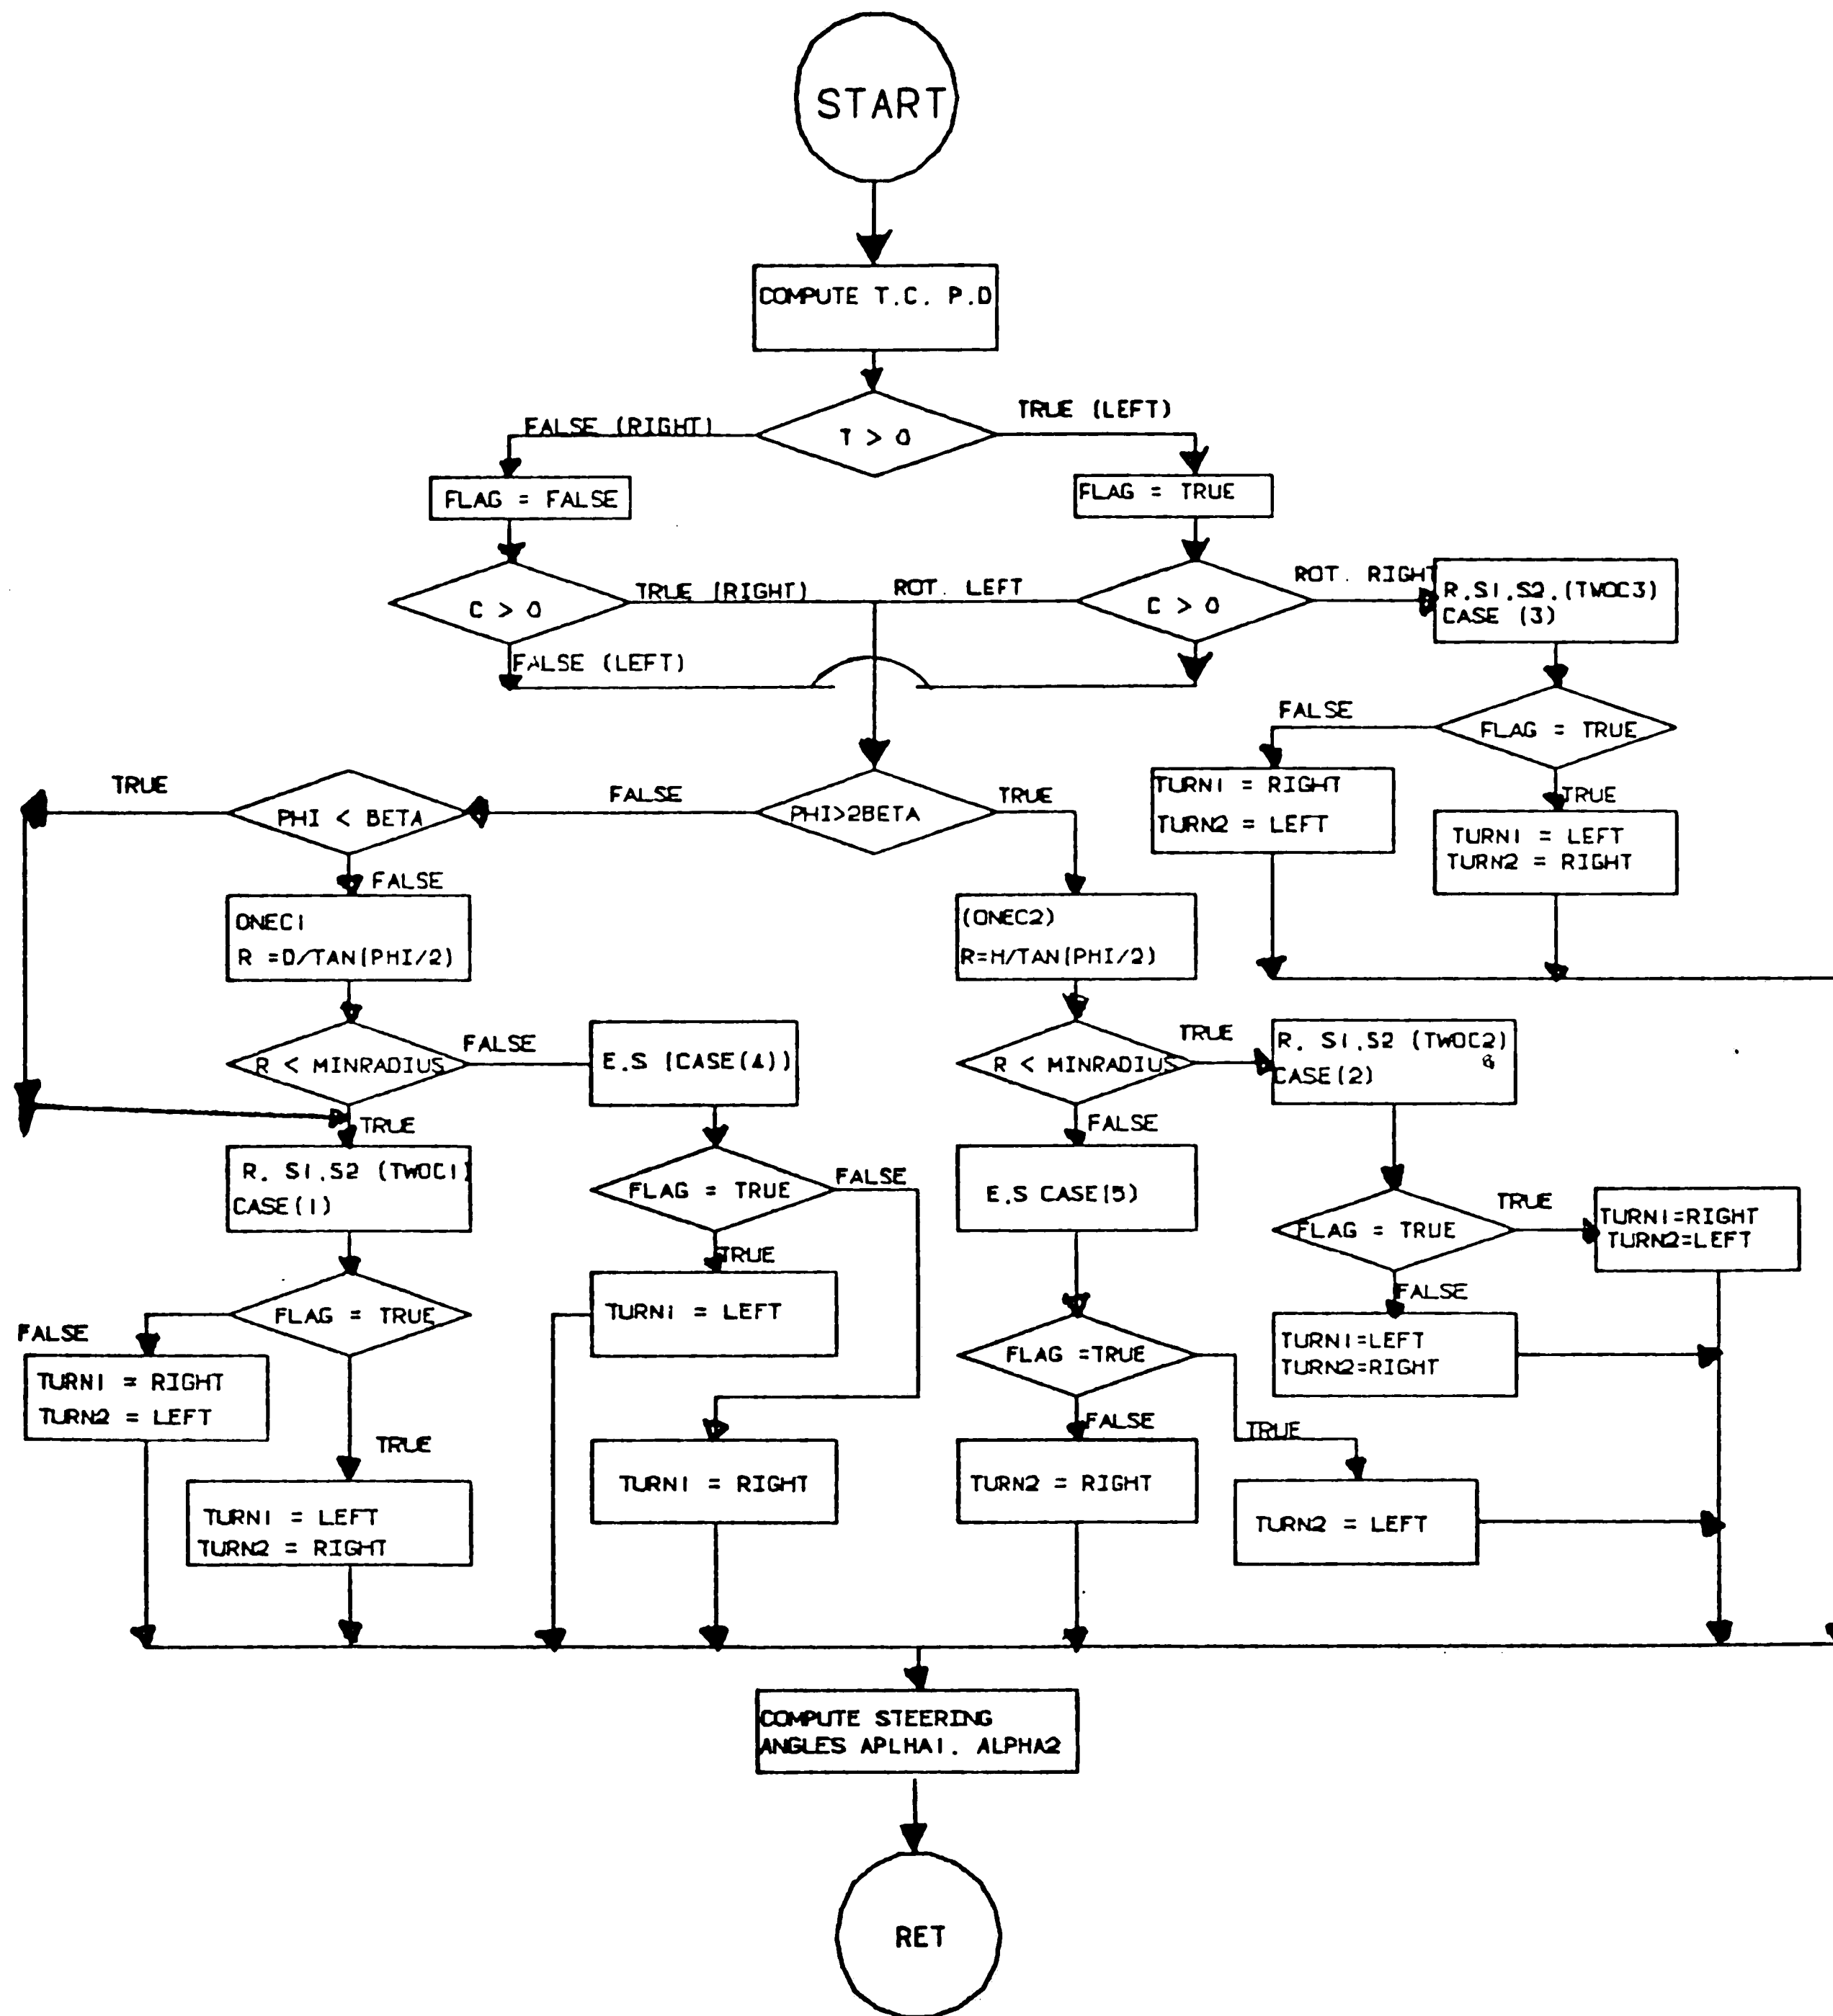 START
COMPUTE T.C. P.D
T > 0
FALSE (RIGHT)
TRUE (LEFT)
FLAG = FALSE
FLAG = TRUE
C > 0
TRUE (RIGHT)
ROT. LEFT
C > 0
ROT. RIGHT
R.S1.S2.(TWOC3)
CASE (3)
FALSE (LEFT)
FALSE
FLAG = TRUE
TRUE
TURN1 = RIGHT
TURN2 = LEFT
TURN1 = LEFT
TURN2 = RIGHT
TRUE
PHI < BETA
FALSE
PHI>2BETA
TRUE
FALSE
ONEC1
R =D/TAN(PHI/2)
(ONEC2)
R=H/TAN(PHI/2)
R < MINRADIUS
FALSE
E.S (CASE(4))
R < MINRADIUS
TRUE
R. S1.S2 (TWOC2)
CASE(2)
TRUE
FALSE
R. S1.S2 (TWOC1)
CASE(1)
FLAG = TRUE
FALSE
E.S CASE(5)
FLAG = TRUE
TRUE
TURN1=RIGHT
TURN2=LEFT
TRUE
FALSE
FLAG = TRUE
FALSE
TURN1 = LEFT
FLAG =TRUE
TURN1=LEFT
TURN2=RIGHT
TURN1 = RIGHT
TURN2 = LEFT
TRUE
FALSE
TRUE
TURN1 = RIGHT
TURN2 = RIGHT
TURN1 = LEFT
TURN2 = RIGHT
TURN2 = LEFT
COMPUTE STEERING
ANGLES APLHA1. ALPHA2
RET